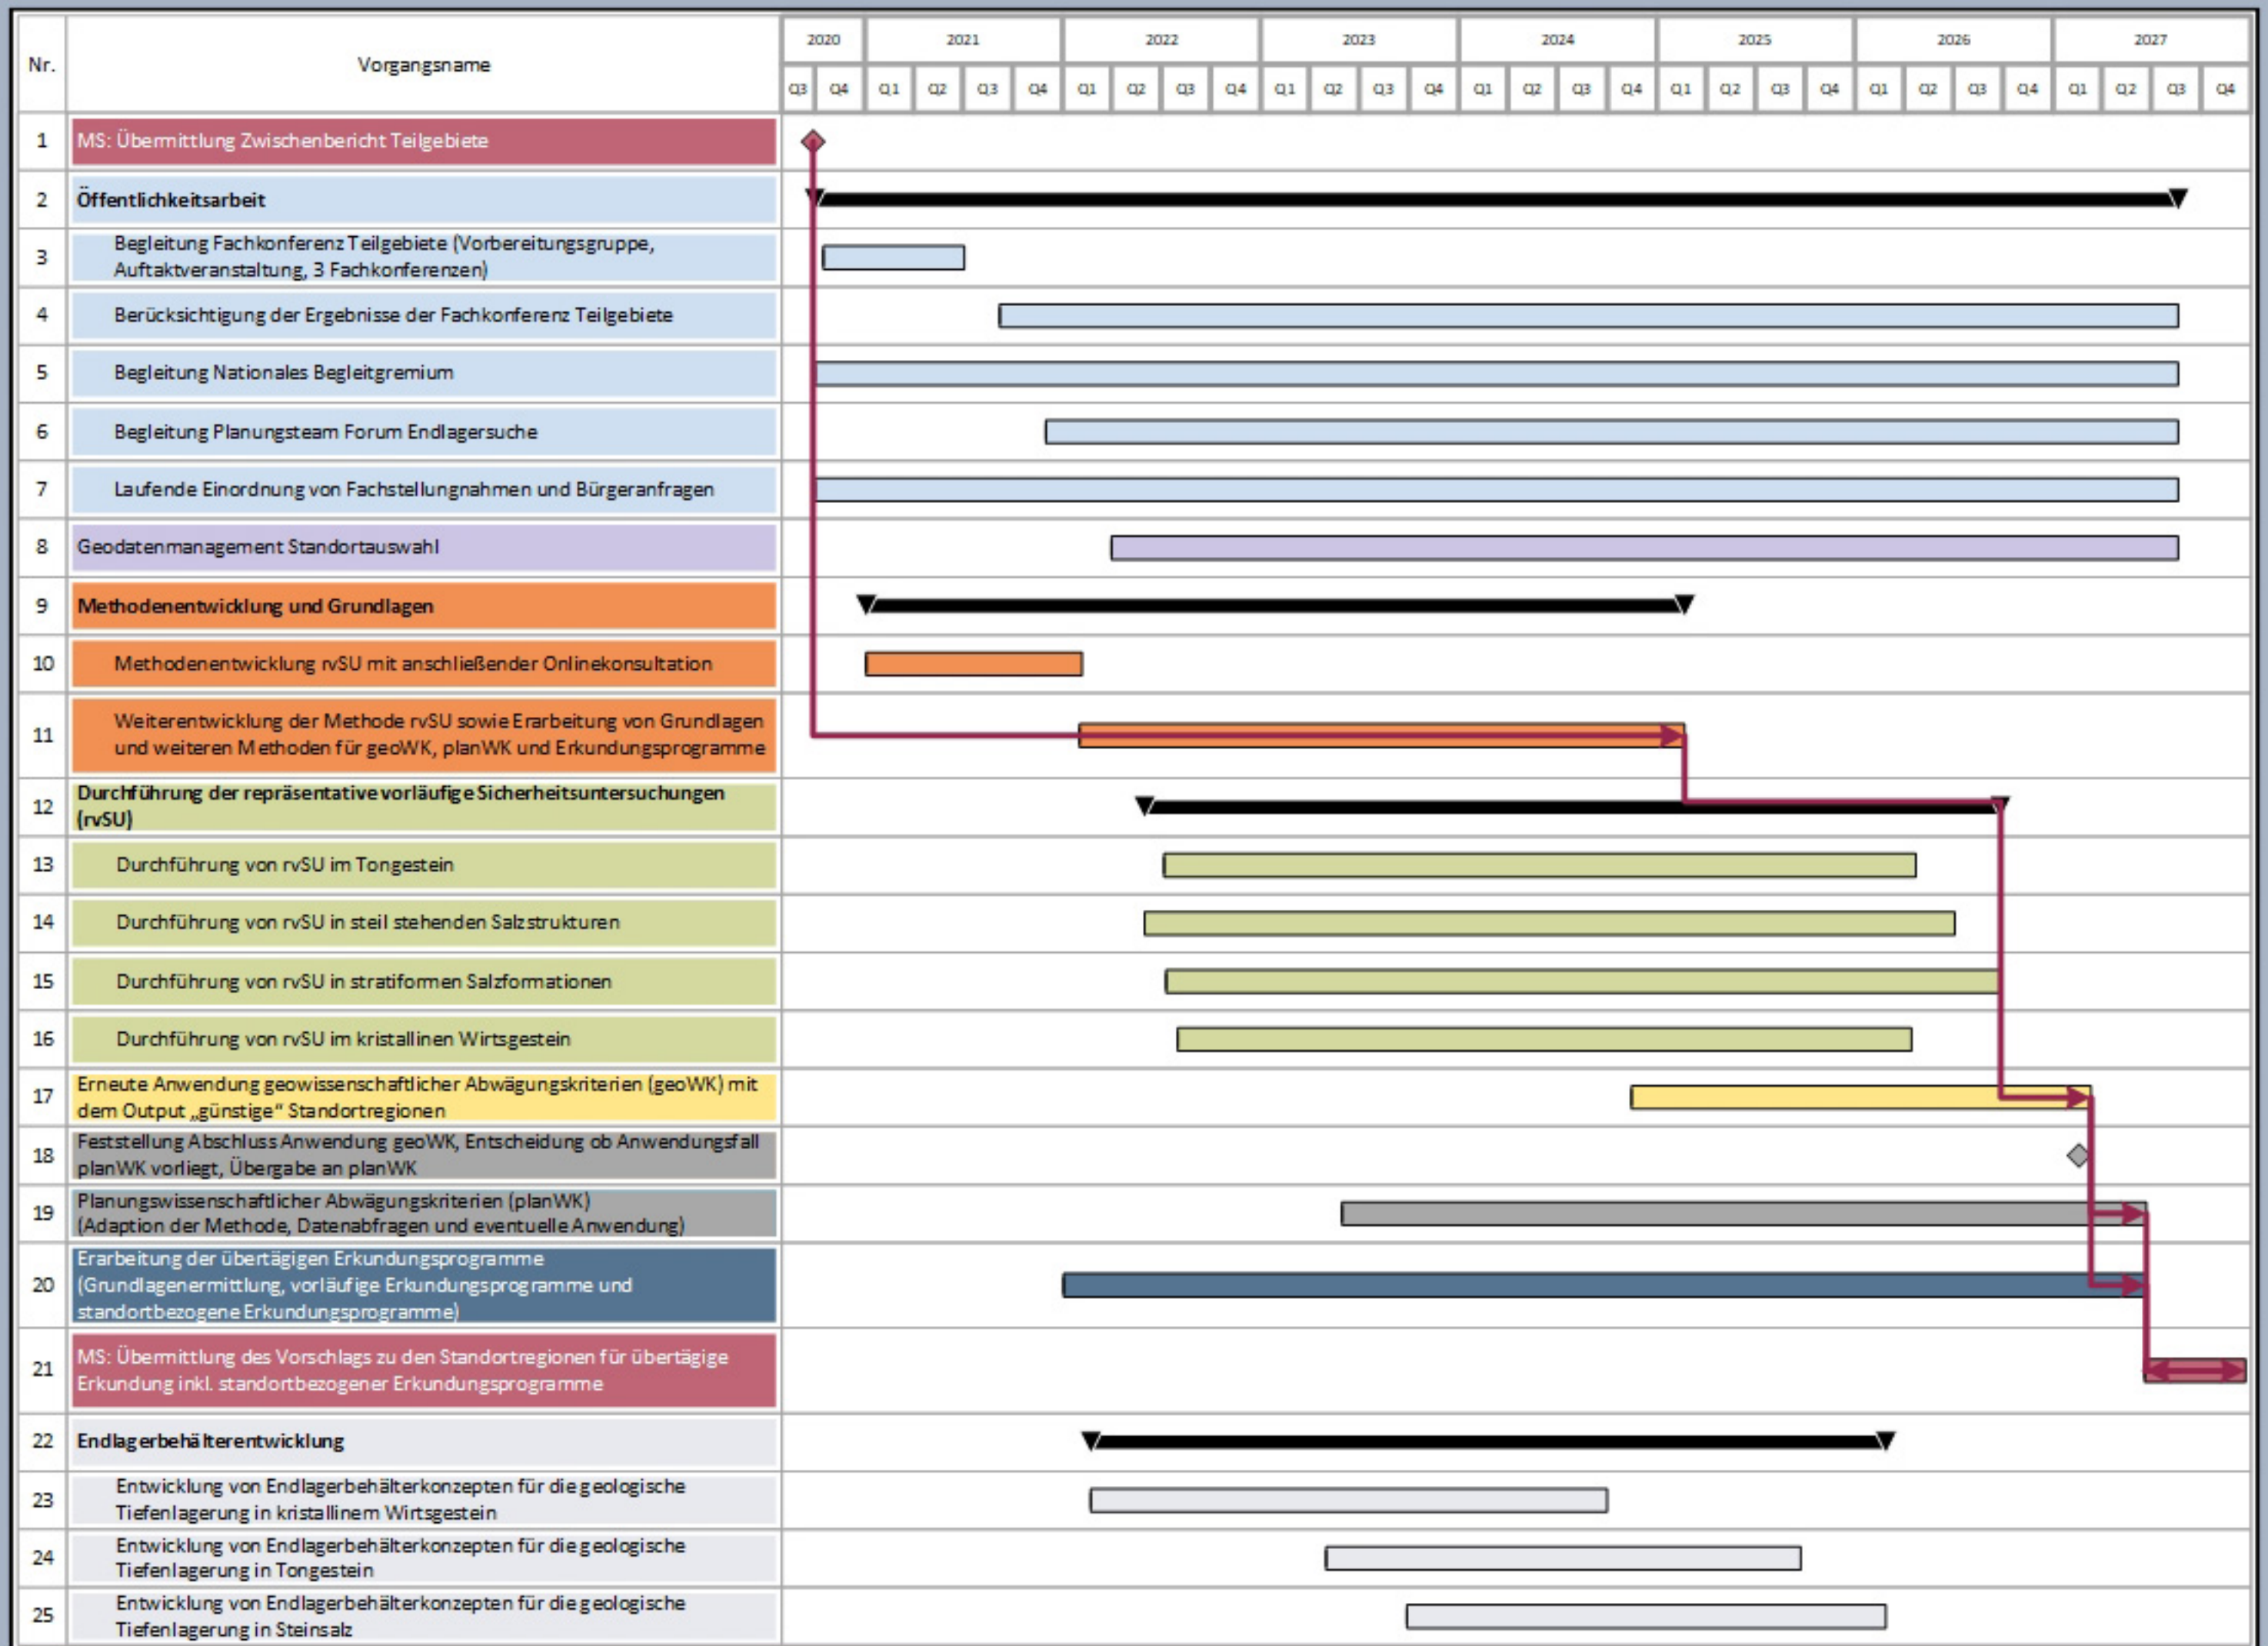 Nr.
Vorgangsname
2020
2021
2022
2023
2024
2025
2026
2027
Q3 Q4 Q1 Q2 Q3 Q4 Q1 Q2 Q3 Q4 Q1 Q2 Q3 Q4 Q1 Q2 Q3 Q4 Q1 Q2 Q3 Q4 Q1 Q2 Q3 Q4 Q1 Q2 Q3 Q4
1 MS: Übermittlung Zwischenbericht Teilgebiete
2 Öffentlichkeitsarbeit
3 Begleitung Fachkonferenz Teilgebiete (Vorbereitungsgruppe,
Auftaktveranstaltung, 3 Fachkonferenzen)
4 Berücksichtigung der Ergebnisse der Fachkonferenz Teilgebiete
5 Begleitung Nationales Begleitgremium
6 Begleitung Planungsteam Forum Endlagersuche
7 Laufende Einordnung von Fachstellungnahmen und Bürgeranfragen
8 Geodatenmanagement Standortauswahl
9 Methodenentwicklung und Grundlagen
10 Methodenentwicklung rvSU mit anschließender Onlinekonsultation
11 Weiterentwicklung der Methode rvSU sowie Erarbeitung von Grundlagen
und weiteren Methoden für geoWK, planWK und Erkundungsprogramme
12 Durchführung der repräsentative vorläufige Sicherheitsuntersuchungen
(rvSU)
13 Durchführung von rvSU im Tongestein
14 Durchführung von rvSU in steil stehenden Salzstrukturen
15 Durchführung von rvSU in stratiformen Salzformationen
16 Durchführung von rvSU im kristallinen Wirtsgestein
17 Erneute Anwendung geowissenschaftlicher Abwägungskriterien (geoWK) mit
dem Output „günstige“ Standortregionen
18 Feststellung Abschluss Anwendung geoWK, Entscheidung ob Anwendungsfall
planWK vorliegt, Übergabe an planWK
19 Planungswissenschaftlicher Abwägungskriterien (planWK)
(Adaption der Methode, Datenabfragen und eventuelle Anwendung)
20 Erarbeitung der übertägigen Erkundungsprogramme
(Grundlagenermittlung, vorläufige Erkundungsprogramme und
standortbezogene Erkundungsprogramme)
21 MS: Übermittlung des Vorschlags zu den Standortregionen für übertägige
Erkundung inkl. standortbezogener Erkundungsprogramme
22 Endlagerbehälterentwicklung
23 Entwicklung von Endlagerbehälterkonzepten für die geologische
Tiefenlagerung in kristallinem Wirtsgestein
24 Entwicklung von Endlagerbehälterkonzepten für die geologische
Tiefenlagerung in Tongestein
25 Entwicklung von Endlagerbehälterkonzepten für die geologische
Tiefenlagerung in Steinsalz